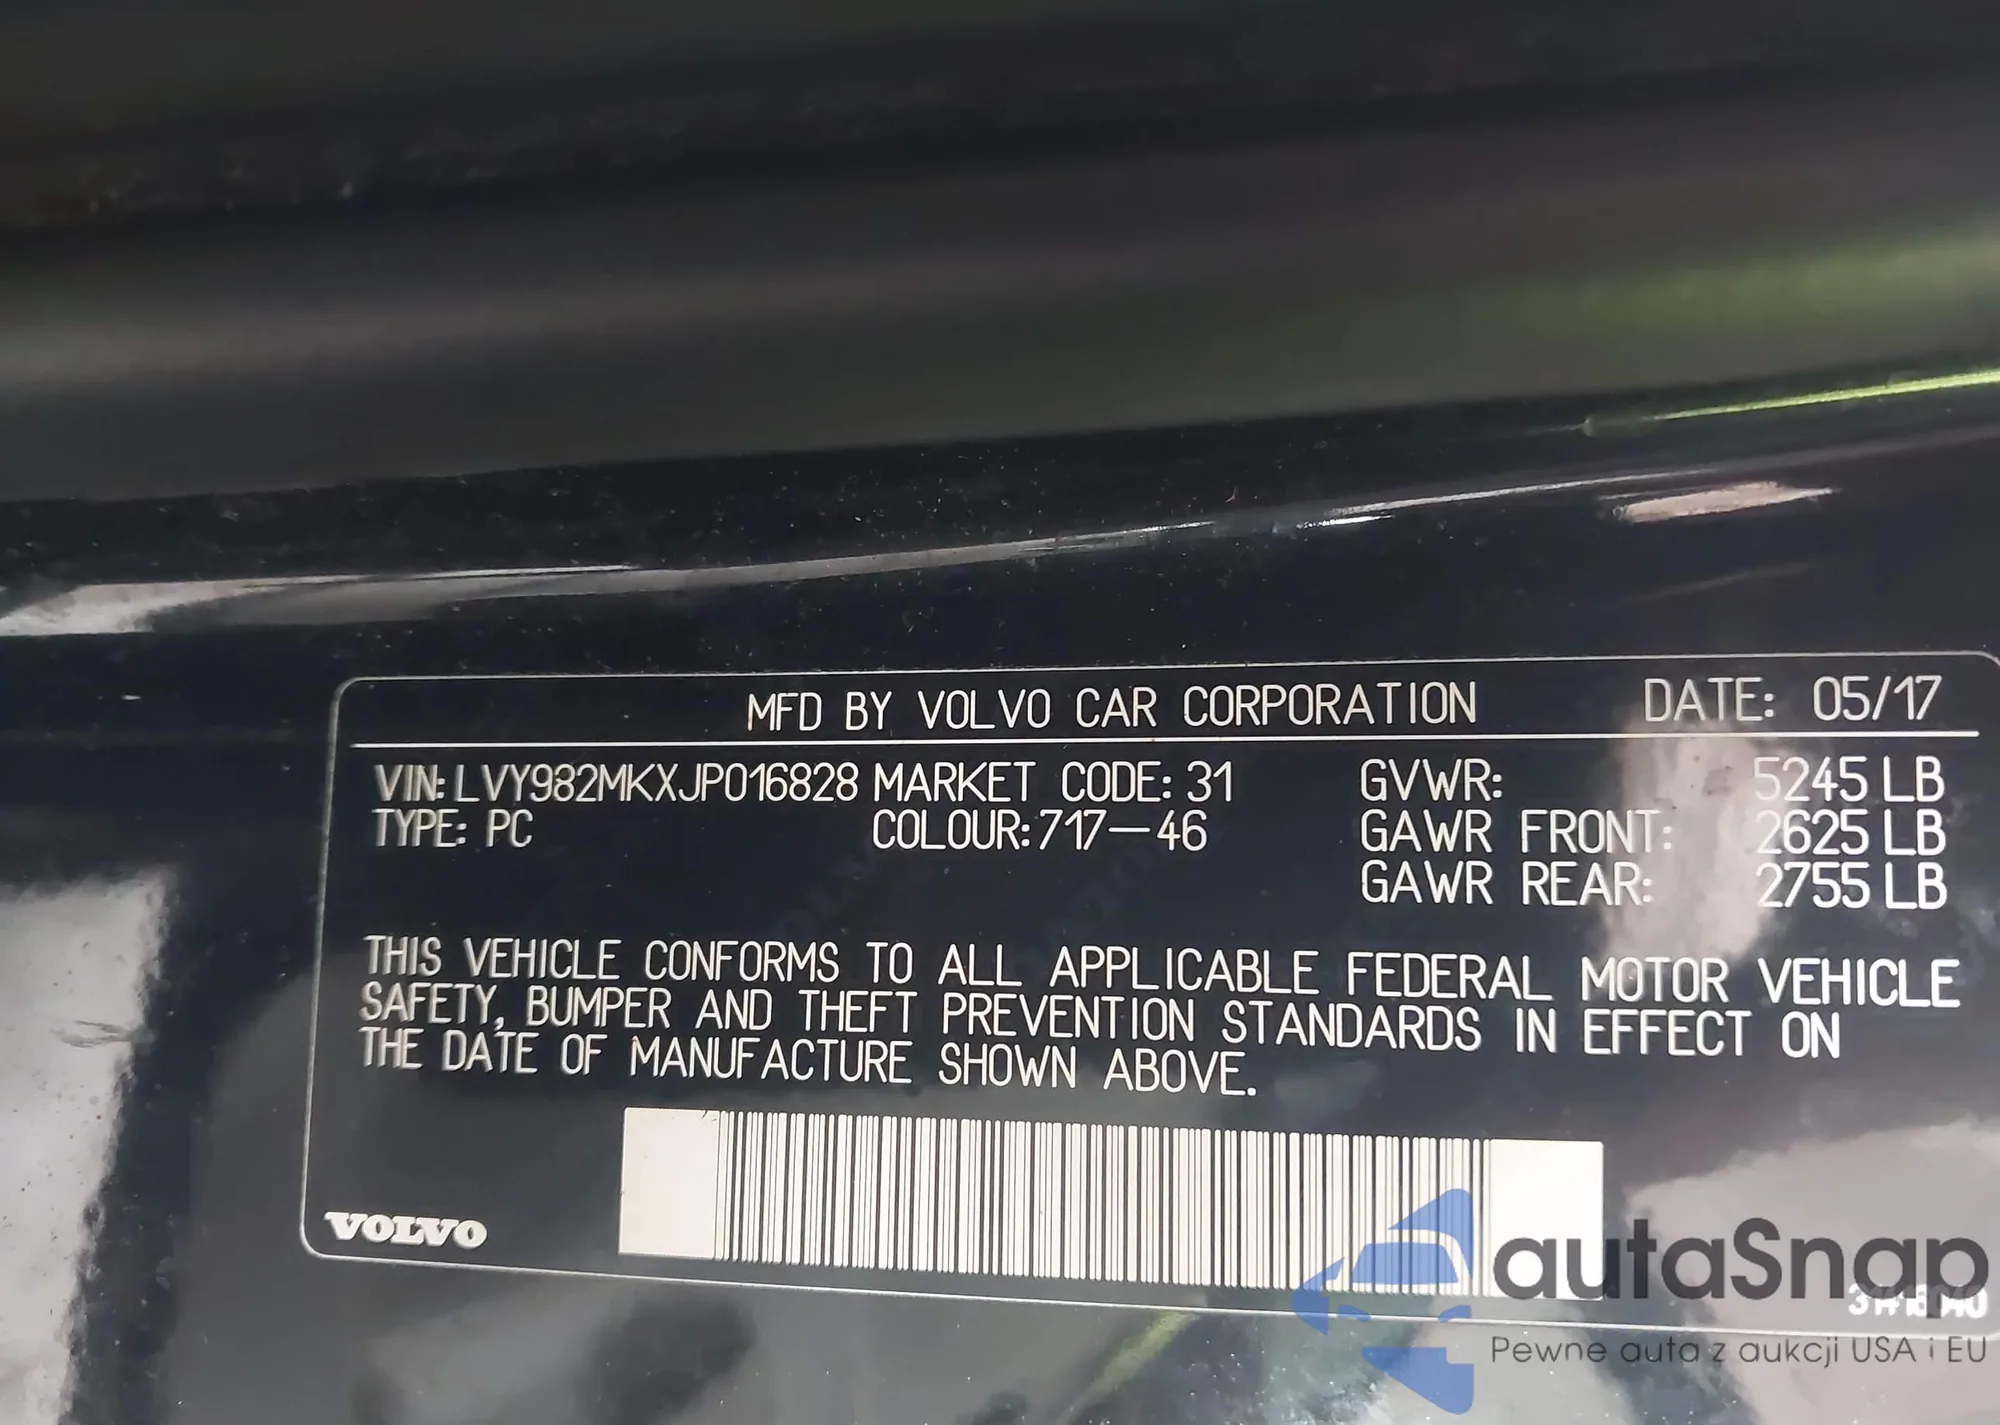 MFD BY VOLVO CAR CORPORATION DATE: 05/17
VIN: LVY982MKXJP016828 MARKET CODE: 31 GVWR: 5245 LB
TYPE: PC COLOUR: 717-46 GAWR FRONT: 2625 LB
GAWR REAR: 2755 LB
THIS VEHICLE CONFORMS TO ALL APPLICABLE FEDERAL MOTOR VEHICLE
SAFETY, BUMPER AND THEFT PREVENTION STANDARDS IN EFFECT ON
THE DATE OF MANUFACTURE SHOWN ABOVE.
VOLVO
autaSnap
Pewne auta z aukcji USA i EU